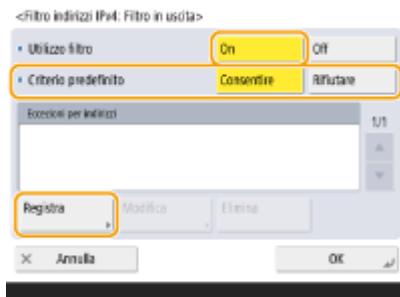 <Filtro indirizzi IPv4: Filtro in uscita>
• Utilizzo filtro On Off
• Criterio predefinito Consentire Rifiutare
Eccezioni per indirizzi
1/1
Registra Modifica Elimina
× Annulla OK